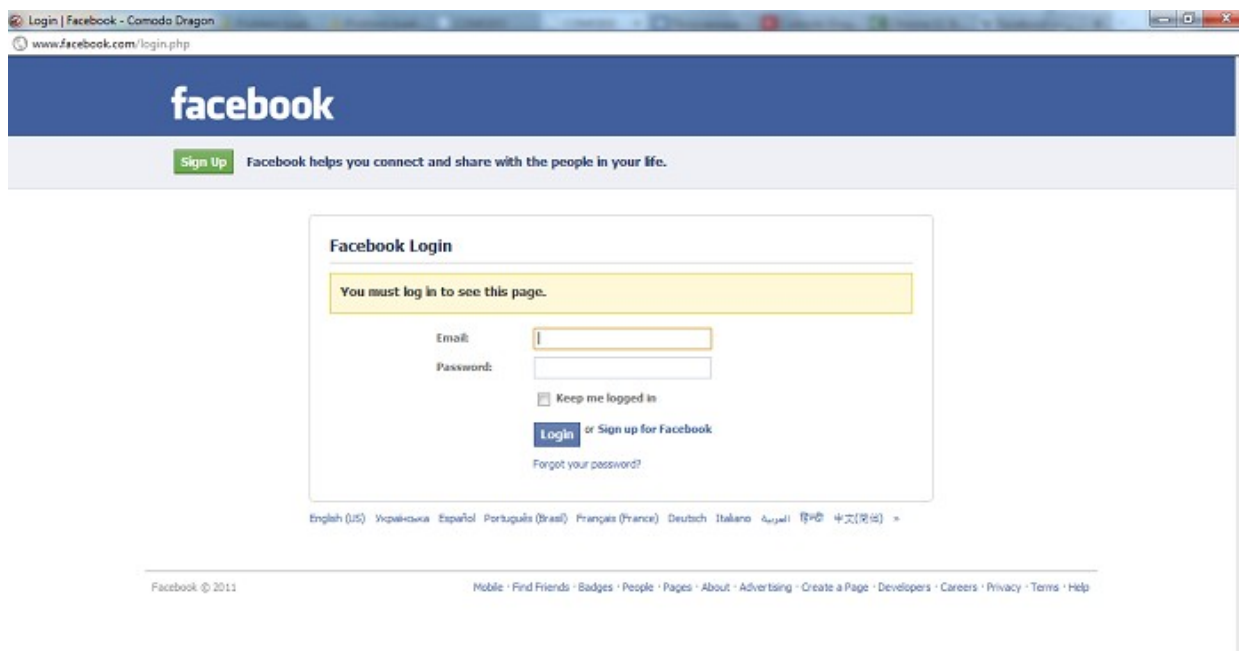 Login | Facebook - Comodo Dragon
www.facebook.com/login.php
facebook
Sign Up Facebook helps you connect and share with the people in your life.
Facebook Login
You must log in to see this page.
Email:
Password:
Keep me logged in
Login or Sign up for Facebook
Forgot your password?
English (US) Українська Español Português (Brasil) Français (France) Deutsch Italiano العربية हिन्दी 中文(简体) »
Facebook © 2011 Mobile · Find Friends · Badges · People · Pages · About · Advertising · Create a Page · Developers · Careers · Privacy · Terms · Help